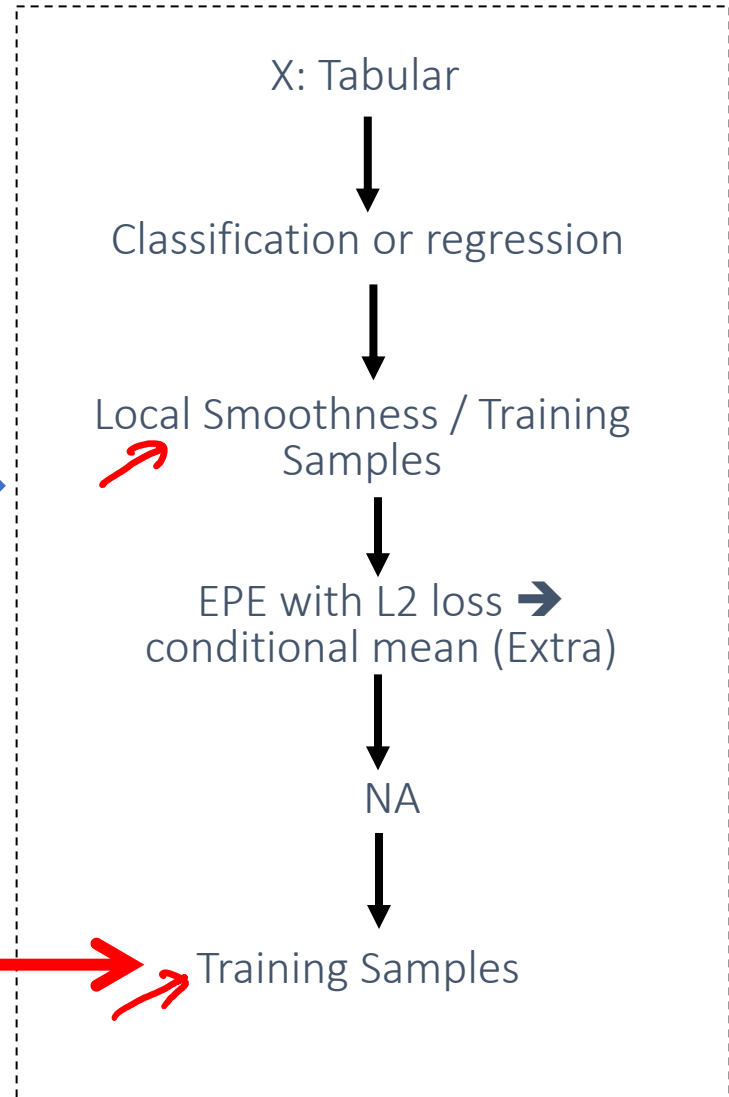 X: Tabular
Classification or regression
Local Smoothness / Training
Samples
EPE with L2 loss ➔
conditional mean (Extra)
NA
Training Samples